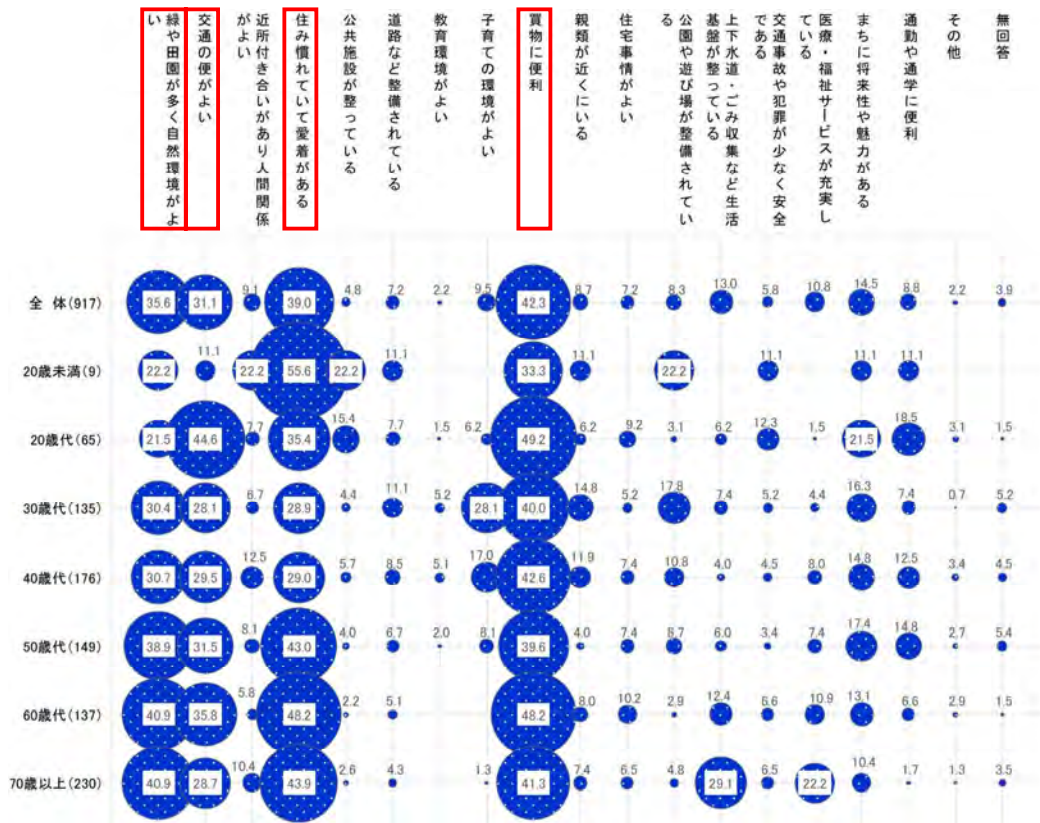 緑や田園が多く自然環境がよ
い
交通の便がよい
近所付き合いがあり人間関係
がよい
住み慣れていて愛着がある
公共施設が整っている
道路など整備されている
教育環境がよい
子育ての環境がよい
買物に便利
親類が近くにいる
住宅事情がよい
公園や遊び場が整備されてい
る
上下水道・ごみ収集など生活
基盤が整っている
交通事故や犯罪が少なく安全
である
医療・福祉サービスが充実し
ている
まちに将来性や魅力がある
通勤や通学に便利
その他
無回答
全 体(917) 35.6 31.1 9.1 39.0 4.8 7.2 2.2 9.5 42.3 8.7 7.2 8.3 13.0 5.8 10.8 14.5 8.8 2.2 3.9
20歳未満(9) 22.2 11.1 22.2 55.6 22.2 11.1 33.3 11.1 22.2 11.1 11.1 11.1
20歳代(65) 21.5 44.6 7.7 35.4 15.4 7.7 1.5 6.2 49.2 6.2 9.2 3.1 6.2 12.3 1.5 21.5 18.5 3.1 1.5
30歳代(135) 30.4 28.1 6.7 28.9 4.4 11.1 5.2 28.1 40.0 14.8 5.2 17.8 7.4 5.2 4.4 16.3 7.4 0.7 5.2
40歳代(176) 30.7 29.5 12.5 29.0 5.7 8.5 5.1 17.0 42.6 11.9 7.4 10.8 4.0 4.5 8.0 14.8 12.5 3.4 4.5
50歳代(149) 38.9 31.5 8.1 43.0 4.0 6.7 2.0 8.1 39.6 4.0 7.4 8.7 6.0 3.4 7.4 17.4 14.8 2.7 5.4
60歳代(137) 40.9 35.8 5.8 48.2 2.2 5.1 48.2 8.0 10.2 2.9 12.4 6.6 10.9 13.1 6.6 2.9 1.5
70歳以上(230) 40.9 28.7 10.4 43.9 2.6 4.3 1.3 41.3 7.4 6.5 4.8 29.1 6.5 22.2 10.4 1.7 1.3 3.5